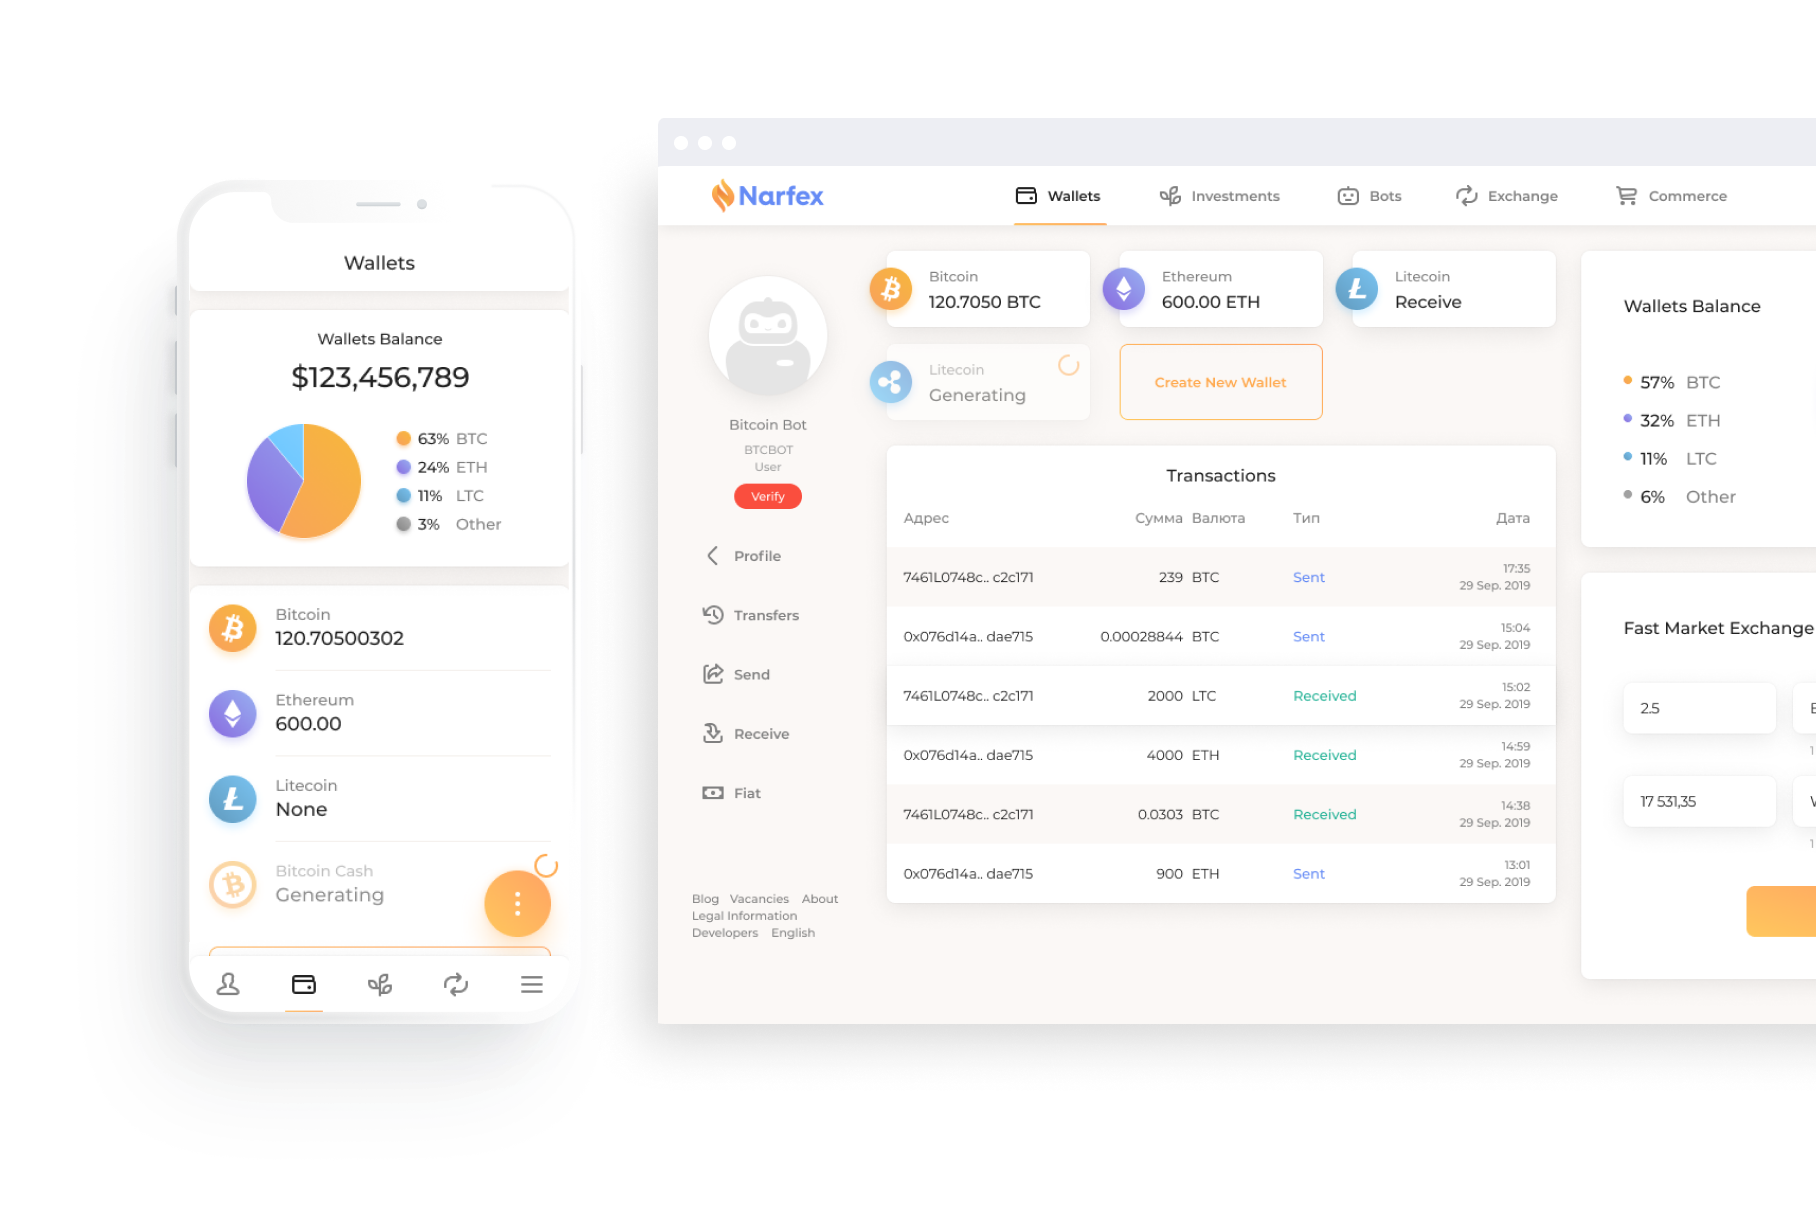 Wallets
Wallets Balance
$123,456,789
63% BTC
24% ETH
11% LTC
3% Other
Bitcoin
120.70500302
Ethereum
600.00
Litecoin
None
Bitcoin Cash
Generating
Narfex
Wallets
Investments
Bots
Exchange
Commerce
Bitcoin Bot
BTCBOT
User
Verify
Profile
Transfers
Send
Receive
Fiat
Blog Vacancies About
Legal Information
Developers English
Bitcoin
120.7050 BTC
Ethereum
600.00 ETH
Litecoin
Receive
Litecoin
Generating
Create New Wallet
Transactions
Адрес Сумма Валюта Тип Дата
7461L0748c.. c2c171 239 BTC Sent 17:35
29 Sep. 2019
0x076d14a.. dae715 0.00028844 BTC Sent 15:04
29 Sep. 2019
7461L0748c.. c2c171 2000 LTC Received 15:02
29 Sep. 2019
0x076d14a.. dae715 4000 ETH Received 14:59
29 Sep. 2019
7461L0748c.. c2c171 0.0303 BTC Received 14:38
29 Sep. 2019
0x076d14a.. dae715 900 ETH Sent 13:01
29 Sep. 2019
Wallets Balance
57% BTC
32% ETH
11% LTC
6% Other
Fast Market Exchange
2.5
1
17 531,35
1